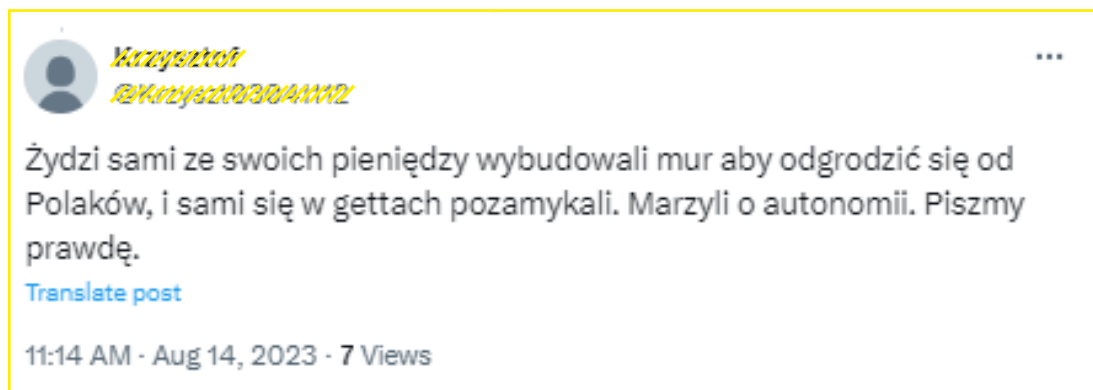 Żydzi sami ze swoich pieniędzy wybudowali mur aby odgrodzić się od
Polaków, i sami się w gettach pozamykali. Marzyli o autonomii. Piszmy
prawdę.
Translate post
11:14 AM · Aug 14, 2023 · 7 Views